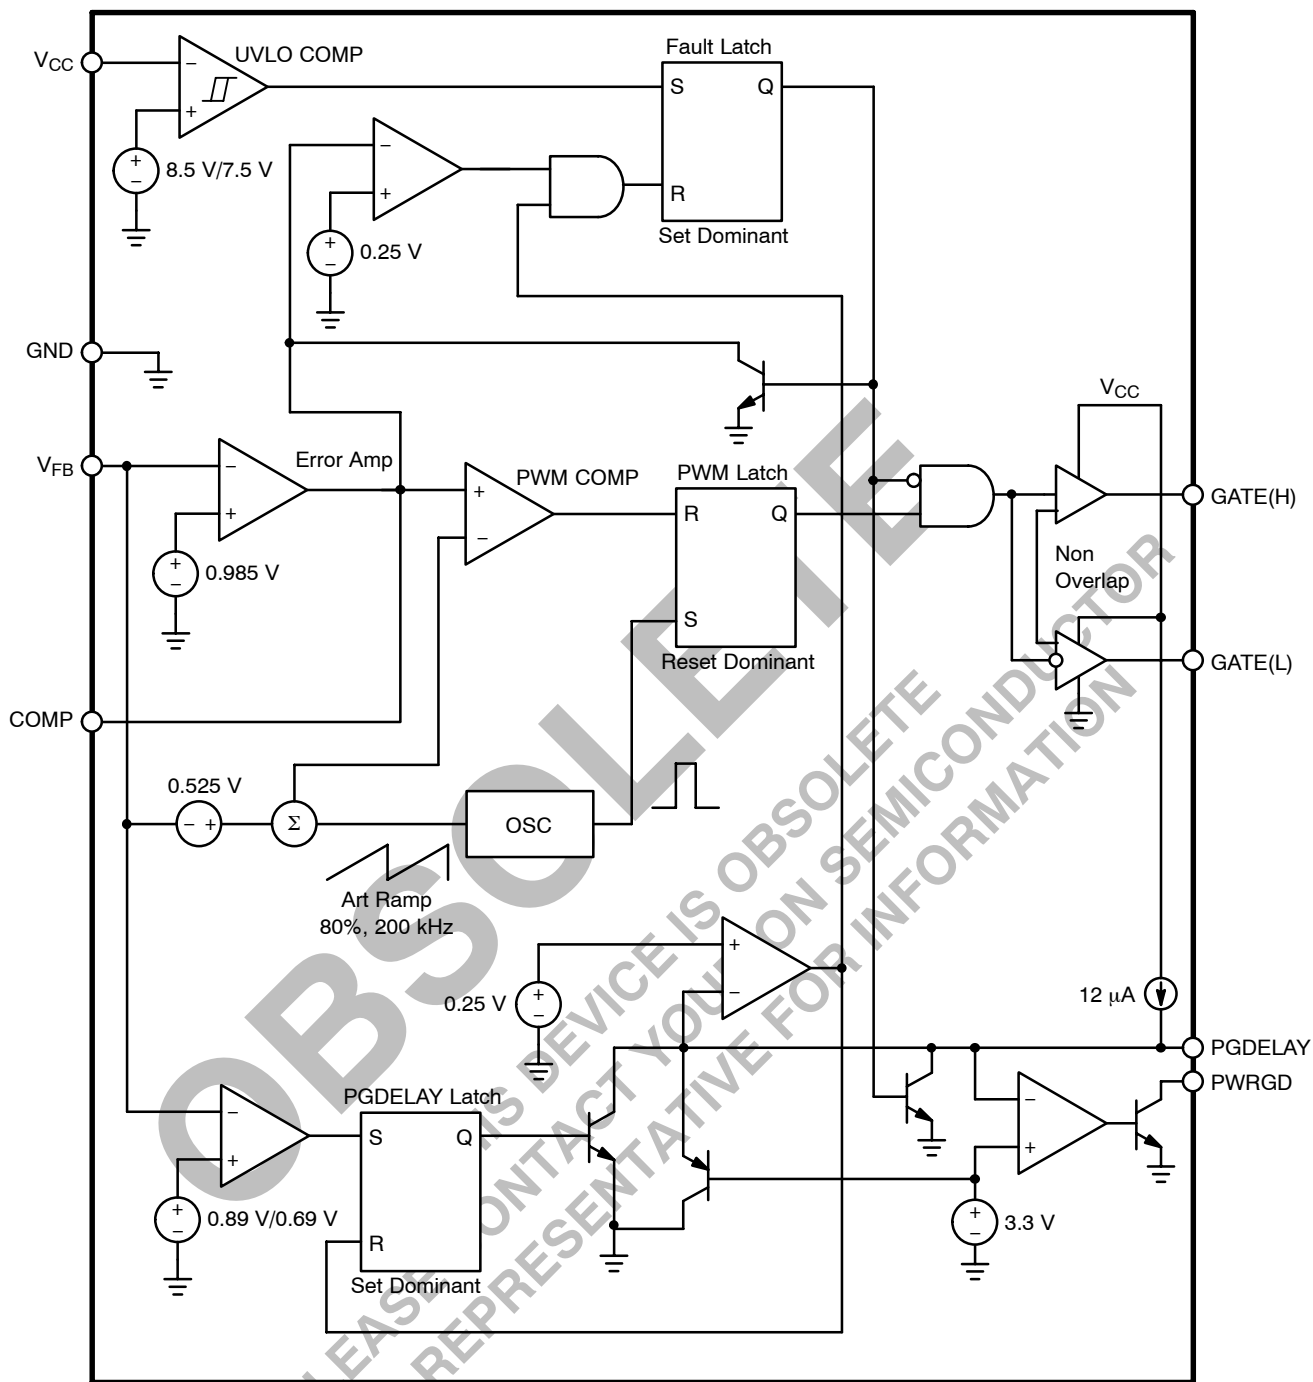 VCC
UVLO COMP
−
+
8.5 V/7.5 V
+
−
Fault Latch
S
Q
R
Set Dominant
−
+
0.25 V
+
−
GND
VFB
−
+
Error Amp
0.985 V
+
−
+
−
PWM COMP
PWM Latch
R
Q
S
Reset Dominant
VCC
GATE(H)
Non
Overlap
GATE(L)
COMP
0.525 V
− +
Σ
OSC
Art Ramp
80%, 200 kHz
0.25 V
+
−
+
−
12 μA
PGDELAY
PWRGD
−
+
PGDELAY Latch
S
Q
R
Set Dominant
−
+
0.89 V/0.69 V
+
−
3.3 V
+
−
OBSOLETE
IS DEVICE IS OBSOLETE
LEASE CONTACT YOUR ON SEMICONDUCTOR
REPRESENTATIVE FOR INFORMATION